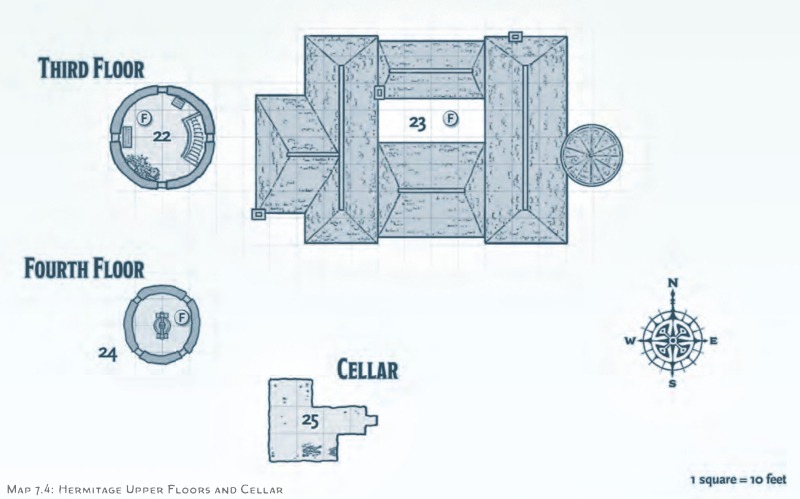 THIRD FLOOR
F
22
23 F
FOURTH FLOOR
F
24
N
W E
S
CELLAR
25
1 square = 10 feet
MAP 7.4: HERMITAGE UPPER FLOORS AND CELLAR